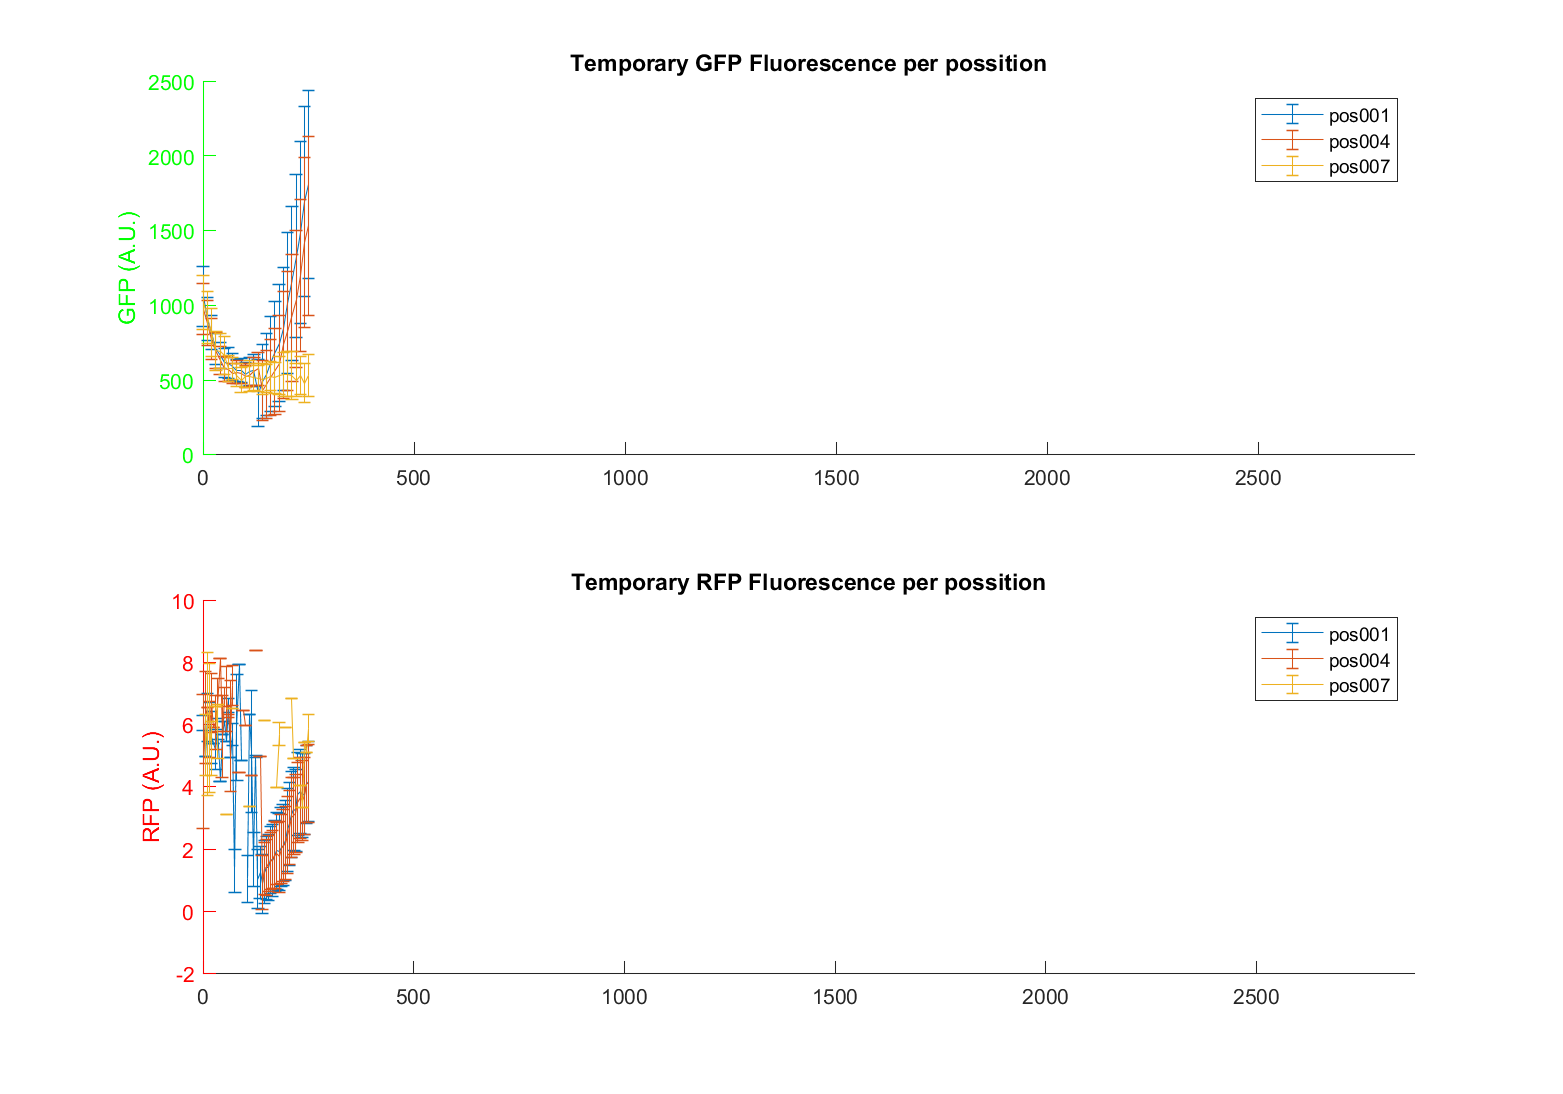 Temporary GFP Fluorescence per possition
2500
2000
1500
1000
500
0
GFP (A.U.)
pos001
pos004
pos007
0 500 1000 1500 2000 2500
Temporary RFP Fluorescence per possition
10
8
6
4
2
0
-2
RFP (A.U.)
pos001
pos004
pos007
0 500 1000 1500 2000 2500